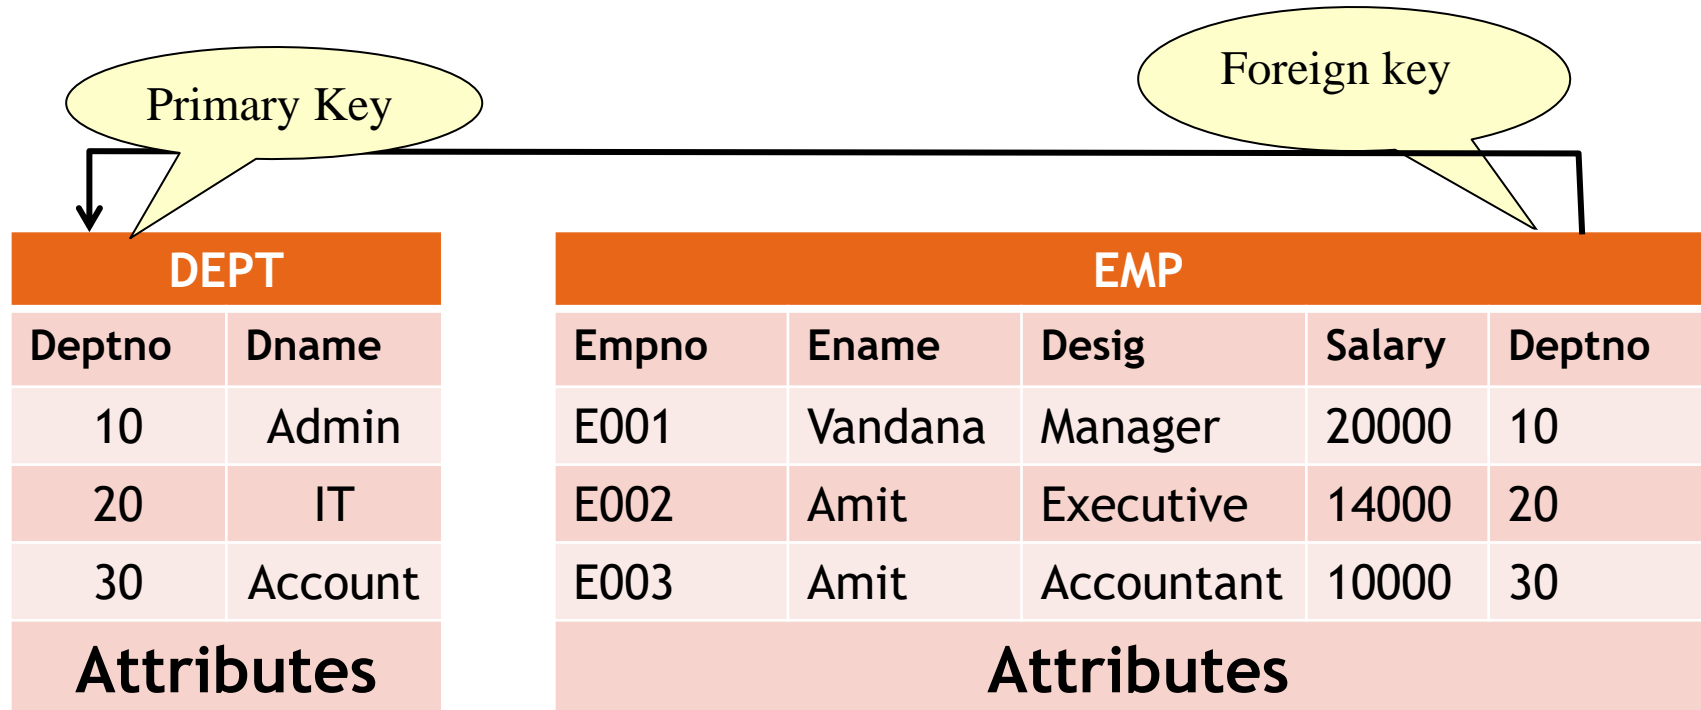 Primary Key
Foreign key
DEPT
Deptno Dname
10 Admin
20 IT
30 Account
Attributes
EMP
Empno Ename Desig Salary Deptno
E001 Vandana Manager 20000 10
E002 Amit Executive 14000 20
E003 Amit Accountant 10000 30
Attributes